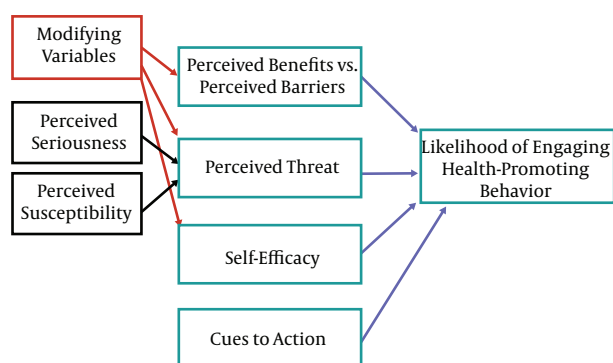 Modifying
Variables
Perceived Benefits vs.
Perceived Barriers
Perceived
Seriousness
Perceived Threat
Likelihood of Engaging
Health-Promoting
Behavior
Perceived
Susceptibility
Self-Efficacy
Cues to Action